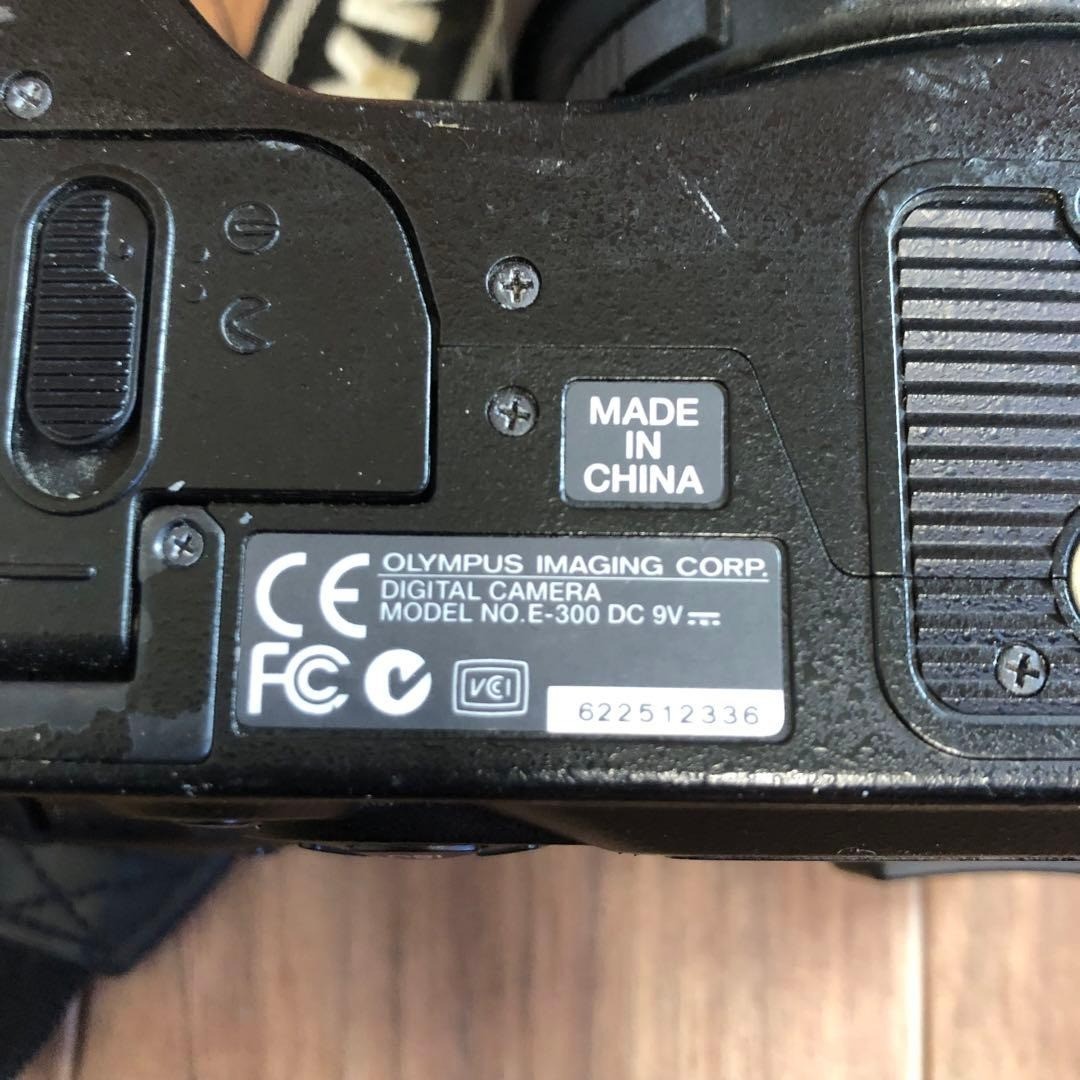 MADE
IN
CHINA
CE OLYMPUS IMAGING CORP.
DIGITAL CAMERA
MODEL NO.E-300 DC 9V
FC VCI
622512336